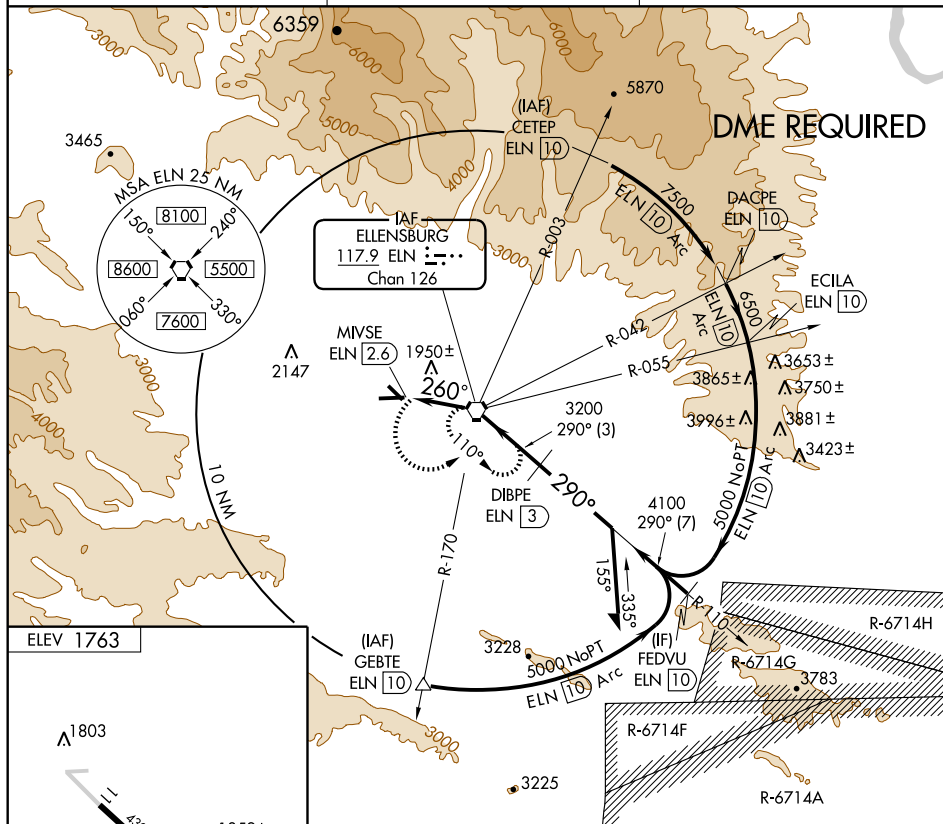 6359
3000
6000
5000
6000
5870
(IAF)
CETEP
ELN 10
DME REQUIRED
3465
4000
3000
MSA ELN 25 NM
150°
8100
240°
8600
5500
060°
7600
330°
7500
ELN 10 Arc
DACPE
ELN 10
IAF
ELLENSBURG
117.9 ELN
Chan 126
R-003
ECILA
ELN 10
6500
ELN 10
Arc
R-042
R-055
MIVSE
ELN 2.6
1950±
2147
260°
3653±
3865±
3750±
3996±
3881±
3423±
3000
4000
3200
290° (3)
110°
DIBPE
ELN 3
290°
5000 NoPT
ELN 10 Arc
10 NM
R-170
4100
290° (7)
155°
335°
R-110
R-6714H
ELEV 1763
(IAF)
GEBTE
ELN 10
3228
5000 NoPT
ELN 10 Arc
(IF)
FEDVU
ELN 10
R-6714G
3783
R-6714F
3000
1803
3225
R-6714A
11